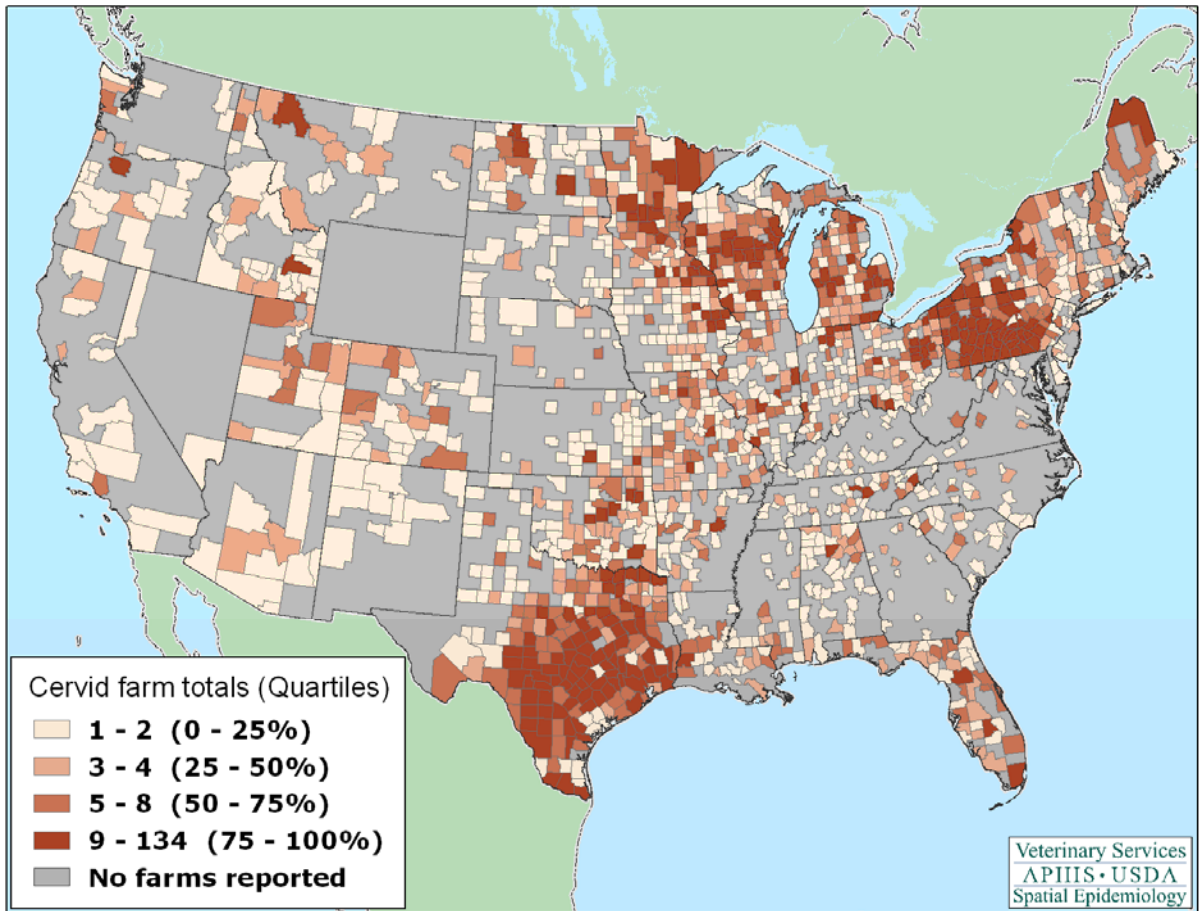 Cervid farm totals (Quartiles)
1 - 2 (0 - 25%)
3 - 4 (25 - 50%)
5 - 8 (50 - 75%)
9 - 134 (75 - 100%)
No farms reported
Veterinary Services
APHIS • USDA
Spatial Epidemiology